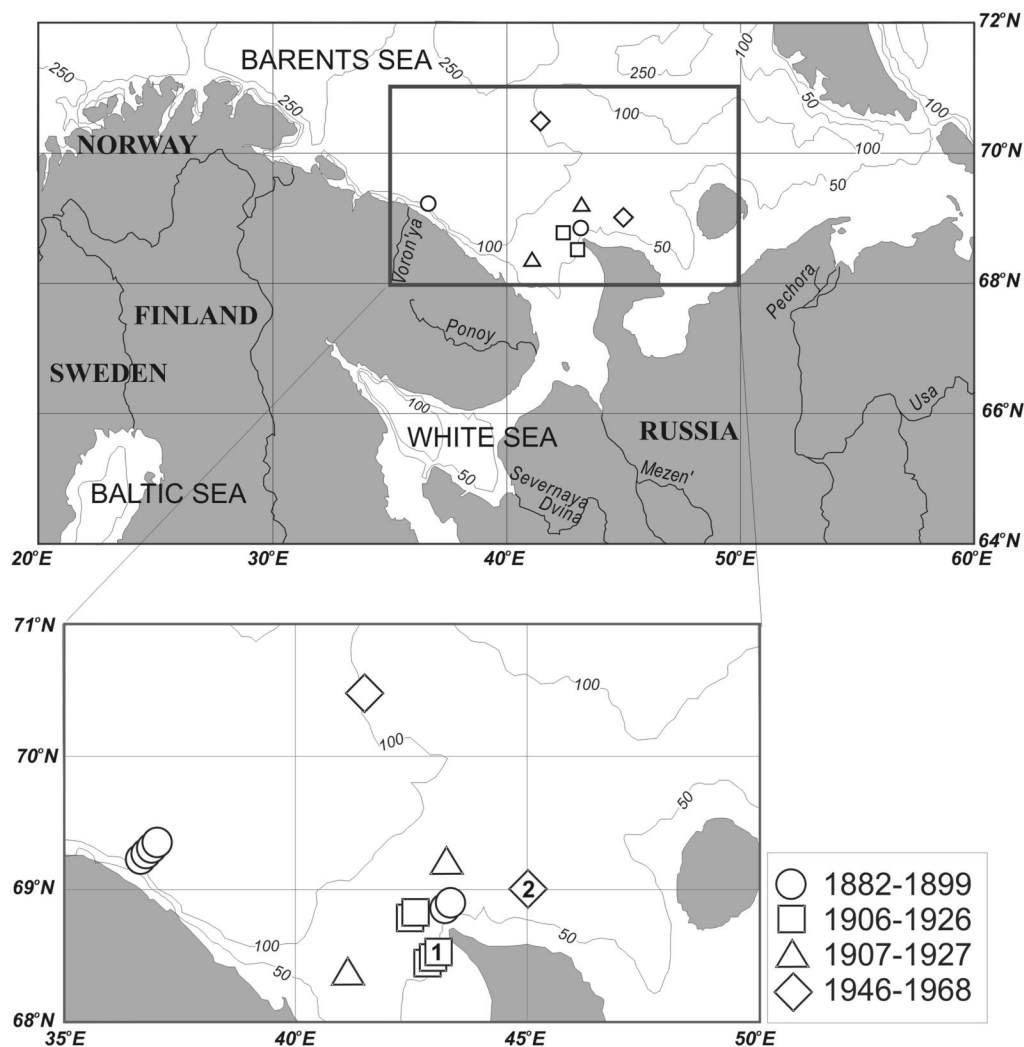 72°N
BARENTS SEA
100
50
100
250
250
250
250
50
100
100
100
NORWAY
70°N
50
Voron'ya
100
50
68°N
Pechora
FINLAND
Ponoy
SWEDEN
Usa
100
66°N
WHITE SEA
RUSSIA
50
Mezen'
BALTIC SEA
Severnaya
Dvina
64°N
20°E 30°E 40°E 50°E 60°E
71°N
100
100
70°N
50
2
69°N
1882-1899
1
100
50
1906-1926
50
1907-1927
1946-1968
68°N
35°E 40°E 45°E 50°E